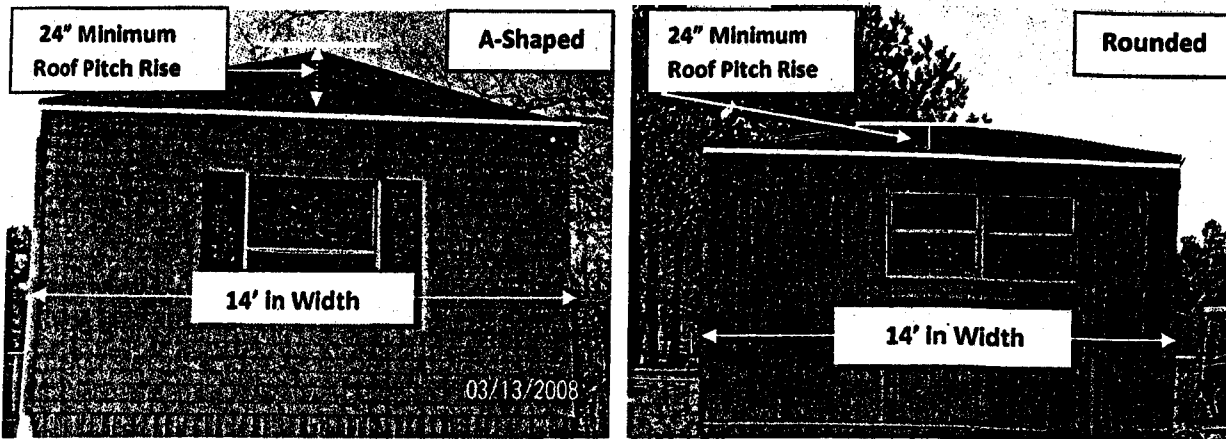 24" Minimum
Roof Pitch Rise
A-Shaped
14' in Width
03/13/2008
24" Minimum
Roof Pitch Rise
Rounded
14' in Width